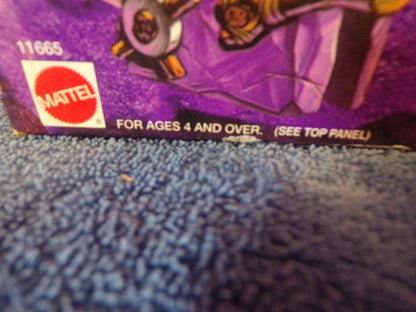 11665
MATTEL
®
FOR AGES 4 AND OVER. (SEE TOP PANEL)